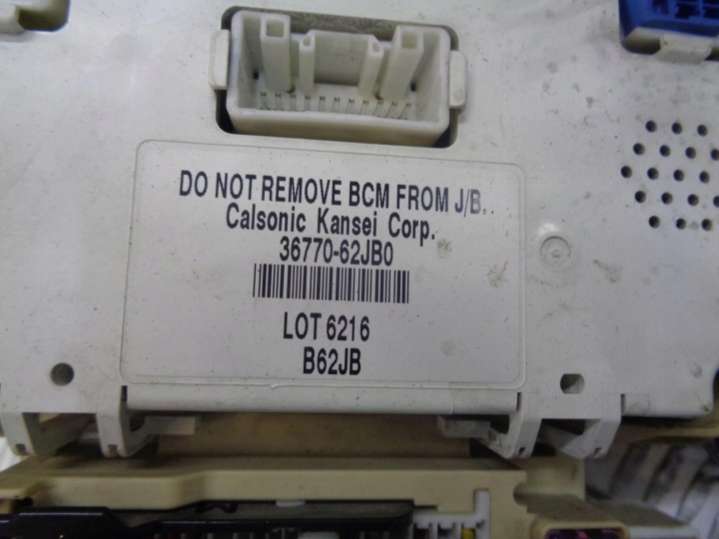 DO NOT REMOVE BCM FROM J/B.
Calsonic Kansei Corp.
36770-62JB0
LOT 6216
B62JB